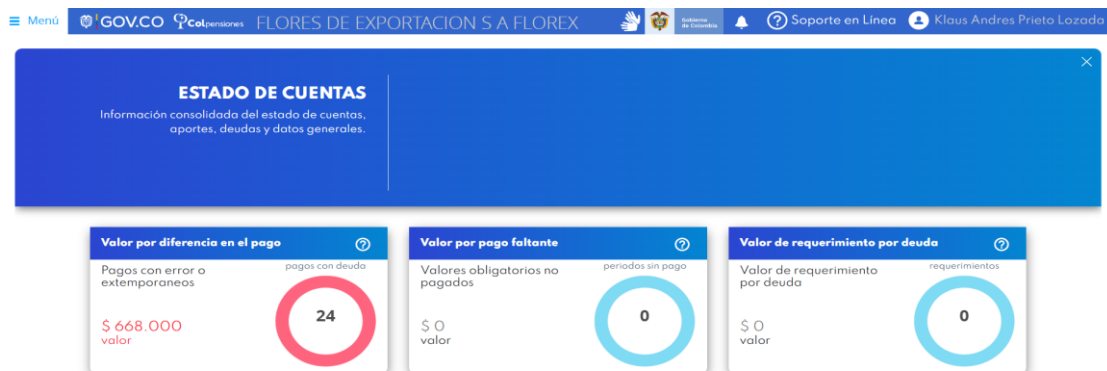 Menú GOV.CO Colpensiones FLORES DE EXPORTACION S A FLOREX Gobierno de Colombia Soporte en Línea Klaus Andres Prieto Lozada
ESTADO DE CUENTAS
Información consolidada del estado de cuentas,
aportes, deudas y datos generales.
Valor por diferencia en el pago
Pagos con error o
extemporaneos
pagos con deuda
24
$ 668.000
valor
Valor por pago faltante
Valores obligatorios no
pagados
periodos sin pago
0
$ 0
valor
Valor de requerimiento por deuda
Valor de requerimiento
por deuda
requerimientos
0
$ 0
valor